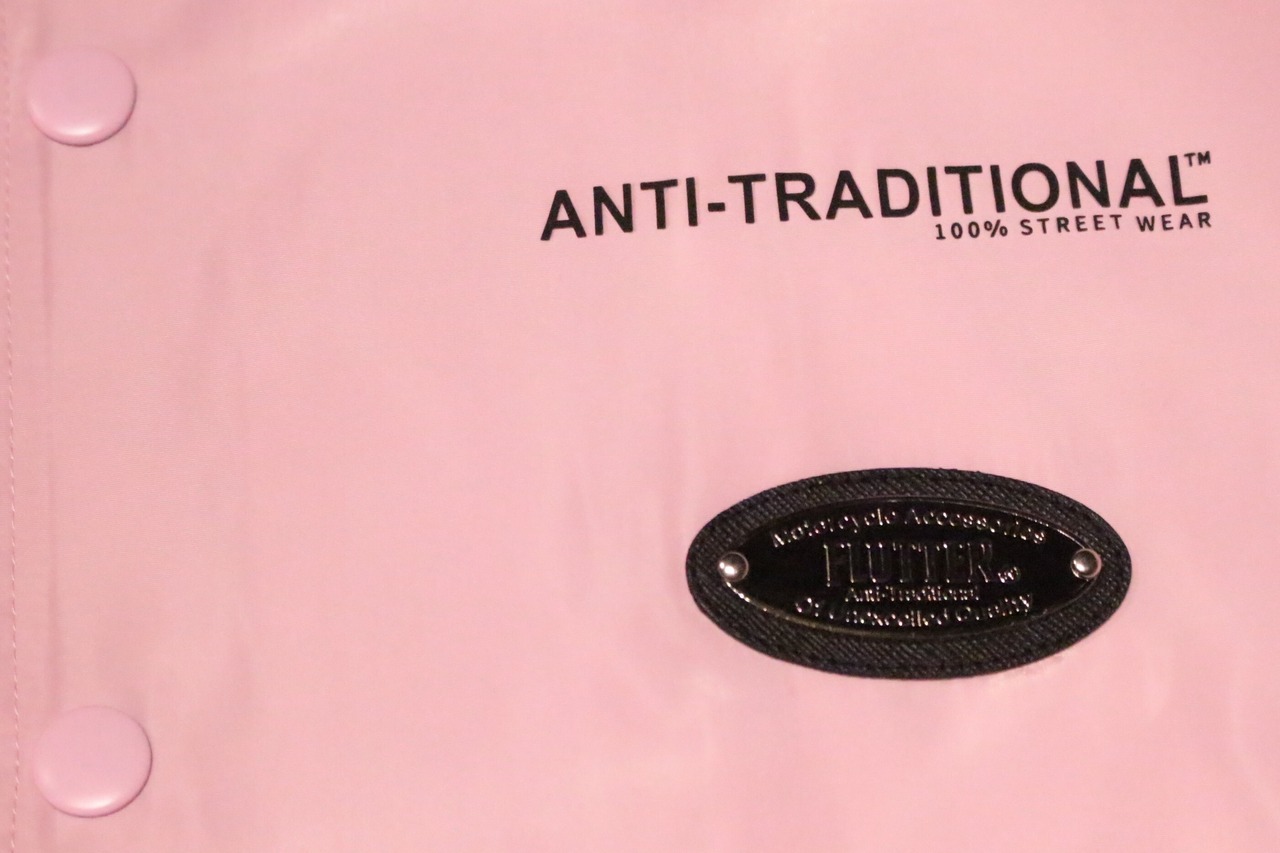 ANTI-TRADITIONAL™
100% STREET WEAR
Motorcycle Accessories
FLUTTER
Anti-Traditional
Of Unexcelled Quality